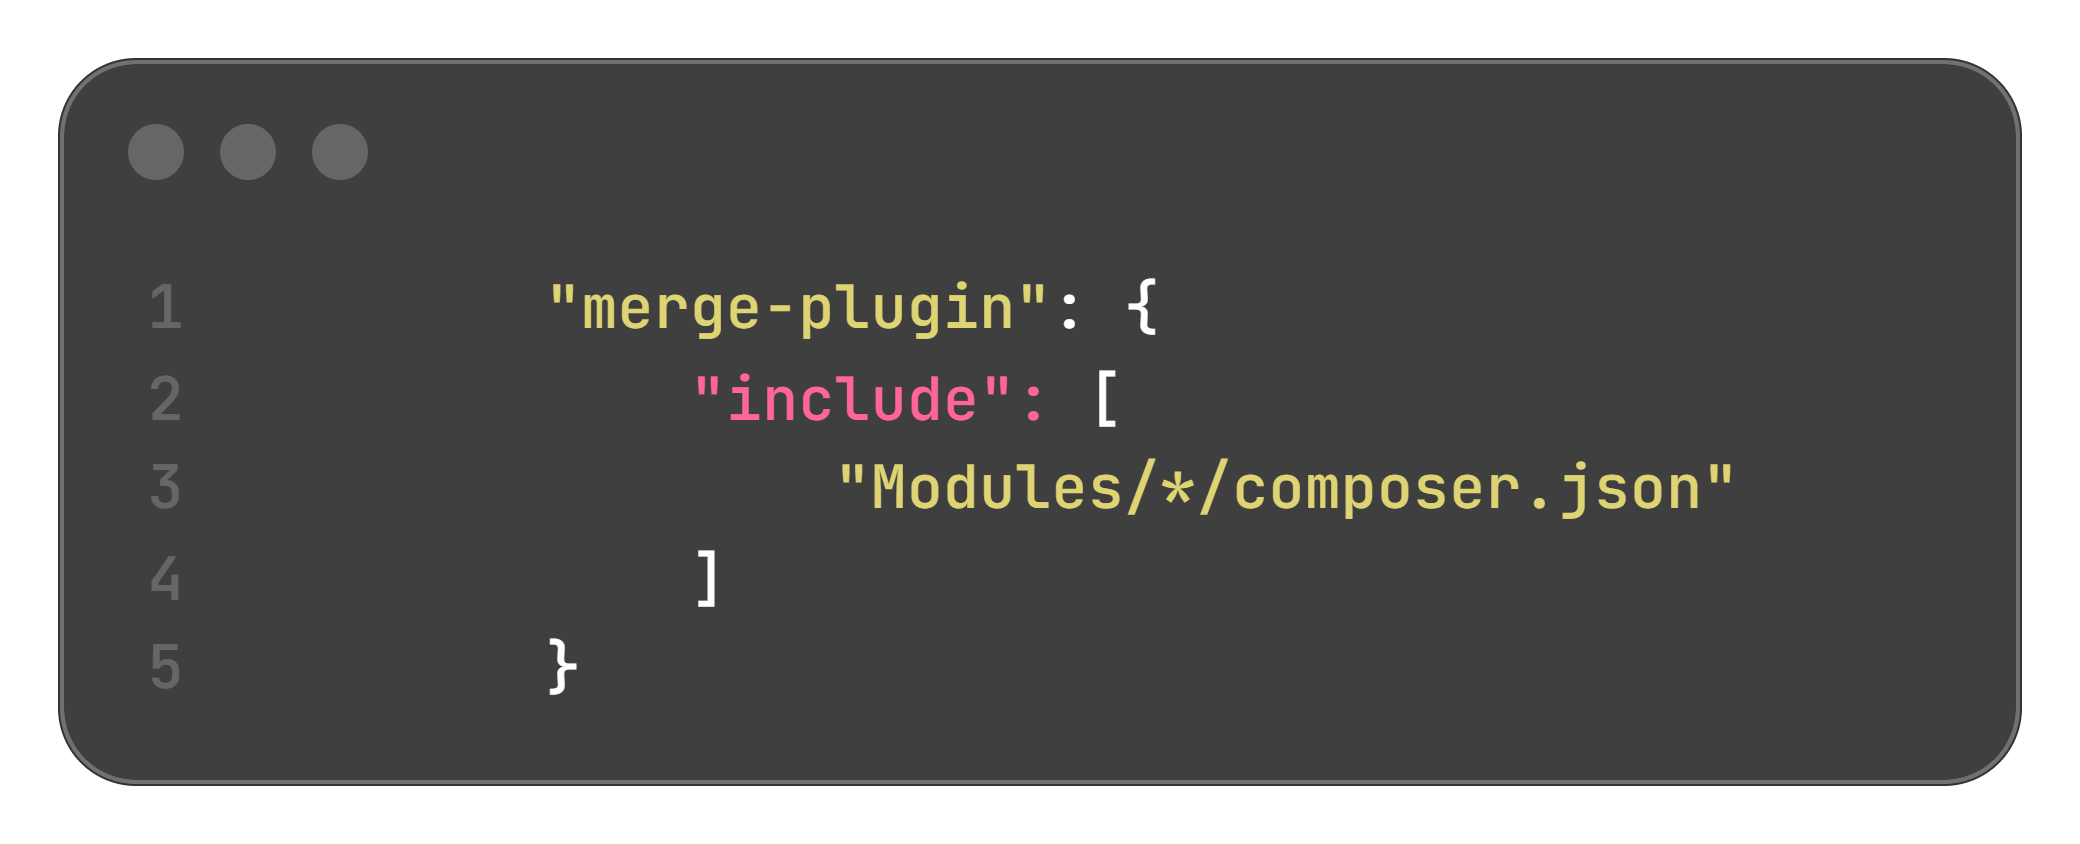 1 "merge-plugin": {
2 "include": [
3 "Modules/*/composer.json"
4 ]
5 }